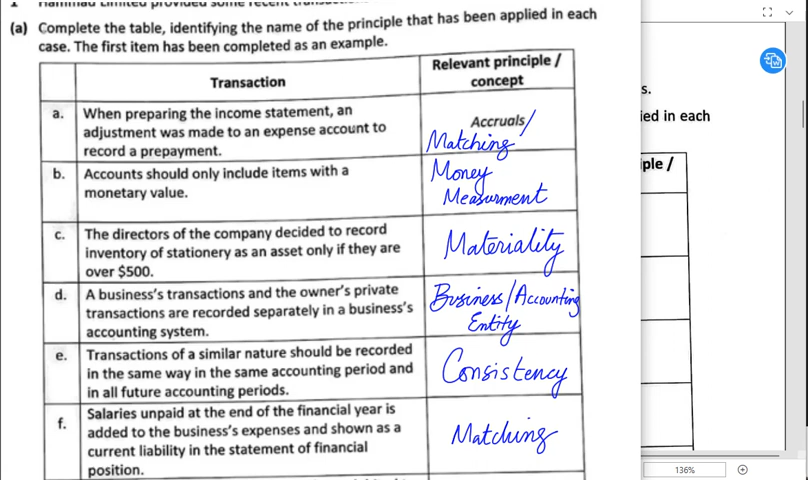 (a) Complete the table, identifying the name of the principle that has been applied in each
case. The first item has been completed as an example.
Transaction
Relevant principle /
concept
a. When preparing the income statement, an
adjustment was made to an expense account to
record a prepayment.
Accruals/
Matching
b. Accounts should only include items with a
monetary value.
Money
Measurment
c. The directors of the company decided to record
inventory of stationery as an asset only if they are
over $500.
Materiality
d. A business's transactions and the owner's private
transactions are recorded separately in a business's
accounting system.
Business/Accounting
Entity
e. Transactions of a similar nature should be recorded
in the same way in the same accounting period and
in all future accounting periods.
Consistency
f. Salaries unpaid at the end of the financial year is
added to the business's expenses and shown as a
current liability in the statement of financial
position.
Matching
s.
ied in each
iple /
136%